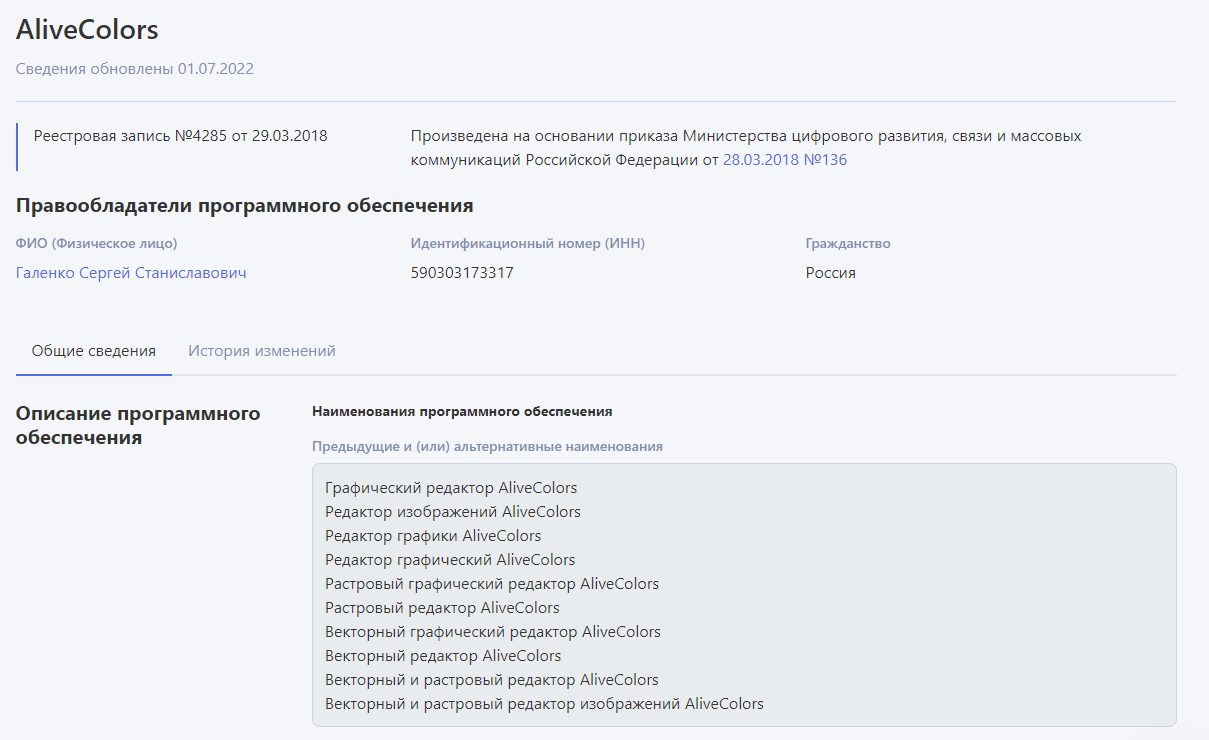 AliveColors
Сведения обновлены 01.07.2022
Реестровая запись №4285 от 29.03.2018
Произведена на основании приказа Министерства цифрового развития, связи и массовых
коммуникаций Российской Федерации от 28.03.2018 №136
Правообладатели программного обеспечения
ФИО (Физическое лицо)
Идентификационный номер (ИНН)
Гражданство
Галенко Сергей Станиславович
590303173317
Россия
Общие сведения
История изменений
Описание программного
обеспечения
Наименования программного обеспечения
Предыдущие и (или) альтернативные наименования
Графический редактор AliveColors
Редактор изображений AliveColors
Редактор графики AliveColors
Редактор графический AliveColors
Растровый графический редактор AliveColors
Растровый редактор AliveColors
Векторный графический редактор AliveColors
Векторный редактор AliveColors
Векторный и растровый редактор AliveColors
Векторный и растровый редактор изображений AliveColors